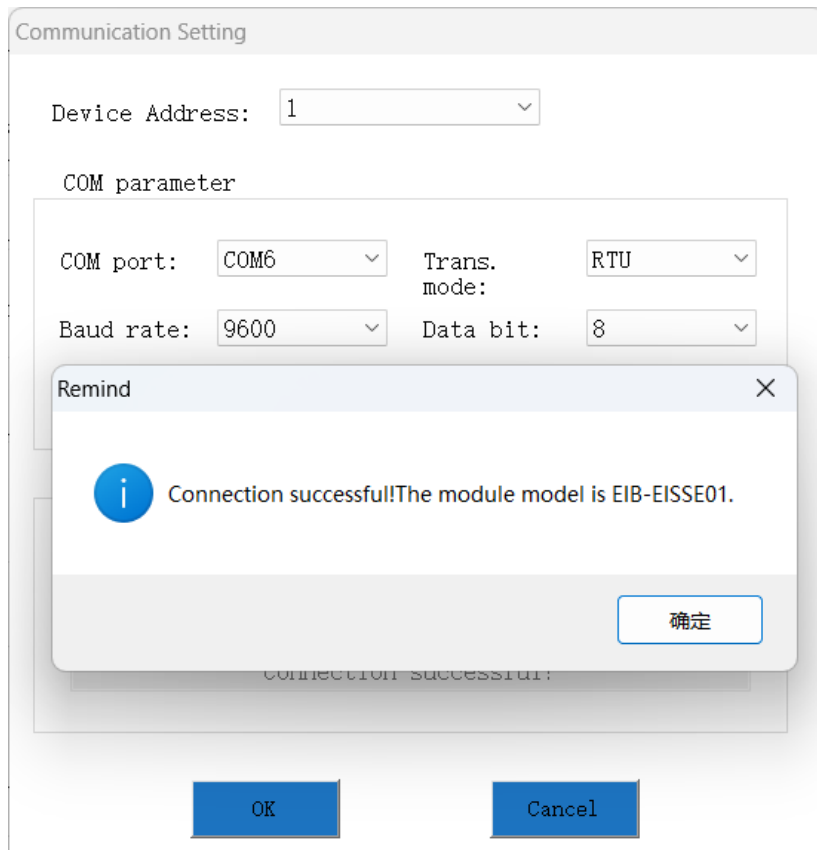 Communication Setting
Device Address: 1
COM parameter
COM port: COM6 Trans. mode: RTU
Baud rate: 9600 Data bit: 8
Remind
Connection successful!The module model is EIB-EISSE01.
确定
Connection successful!
OK Cancel